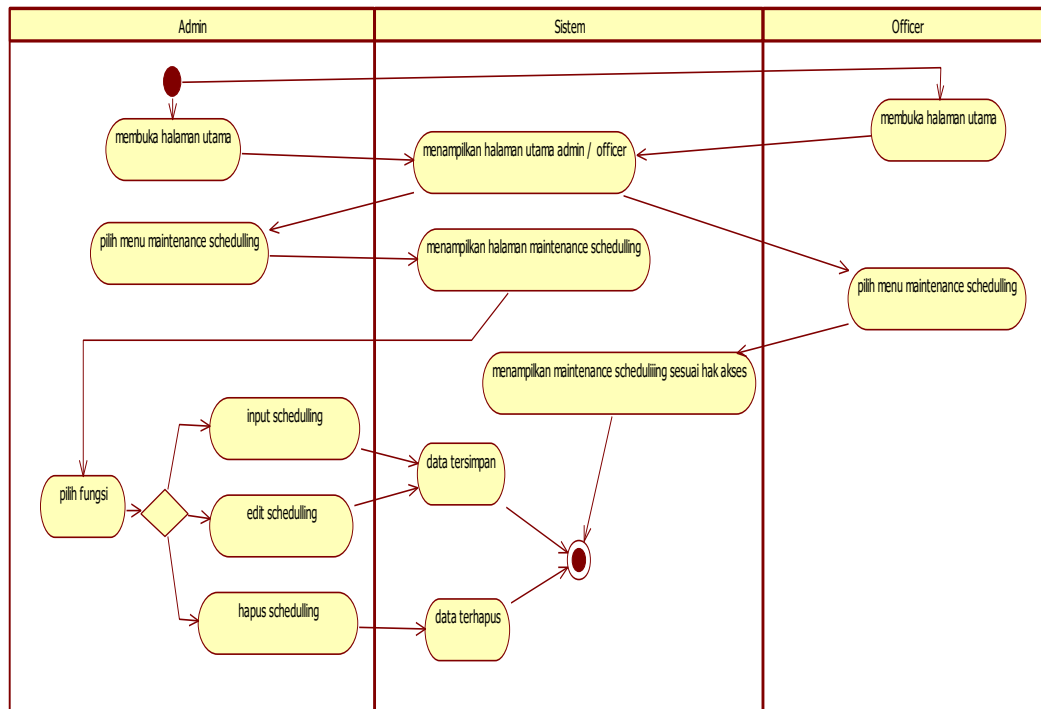 Admin
Sistem
Officer
membuka halaman utama
menampilkan halaman utama admin / officer
membuka halaman utama
pilih menu maintenance schedulling
menampilkan halaman maintenance schedulling
pilih menu maintenance schedulling
menampilkan maintenance scheduliiing sesuai hak akses
input schedulling
data tersimpan
pilih fungsi
edit schedulling
hapus schedulling
data terhapus